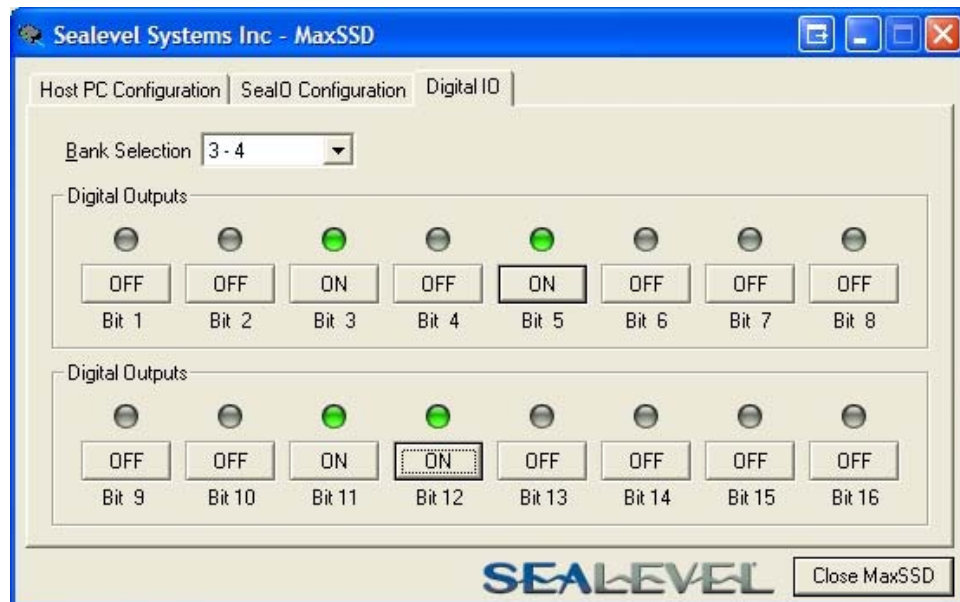 Sealevel Systems Inc - MaxSSD
Host PC Configuration SeaIO Configuration Digital IO
Bank Selection 3 - 4
Digital Outputs
OFF OFF ON OFF ON OFF OFF OFF
Bit 1 Bit 2 Bit 3 Bit 4 Bit 5 Bit 6 Bit 7 Bit 8
Digital Outputs
OFF OFF ON ON OFF OFF OFF OFF
Bit 9 Bit 10 Bit 11 Bit 12 Bit 13 Bit 14 Bit 15 Bit 16
SEALEVEL Close MaxSSD